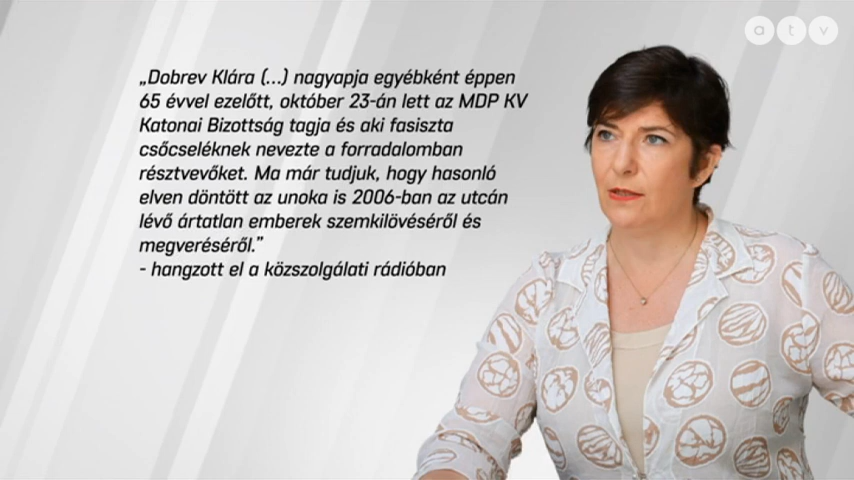 atv
„Dobrev Klára (...) nagyapja egyébként éppen
65 évvel ezelőtt, október 23-án lett az MDP KV
Katonai Bizottság tagja és aki fasiszta
csőcseléknek nevezte a forradalomban
résztvevőket. Ma már tudjuk, hogy hasonló
elven döntött az unoka is 2006-ban az utcán
lévő ártatlan emberek szemkilövéséről és
megveréséről.”
- hangzott el a közszolgálati rádióban